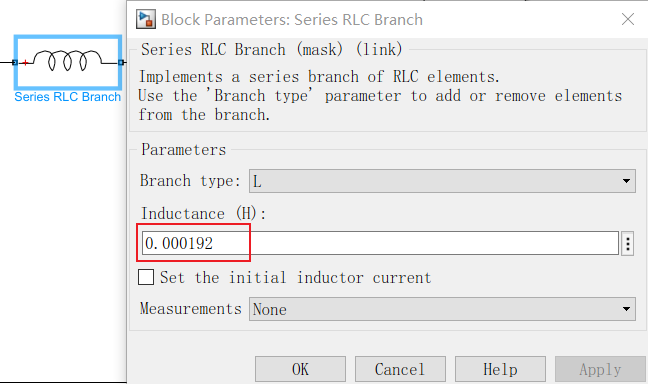 Block Parameters: Series RLC Branch
Series RLC Branch
Series RLC Branch (mask) (link)
Implements a series branch of RLC elements.
Use the 'Branch type' parameter to add or remove elements
from the branch.
Parameters
Branch type: L
Inductance (H):
0.000192
Set the initial inductor current
Measurements None
OK Cancel Help Apply